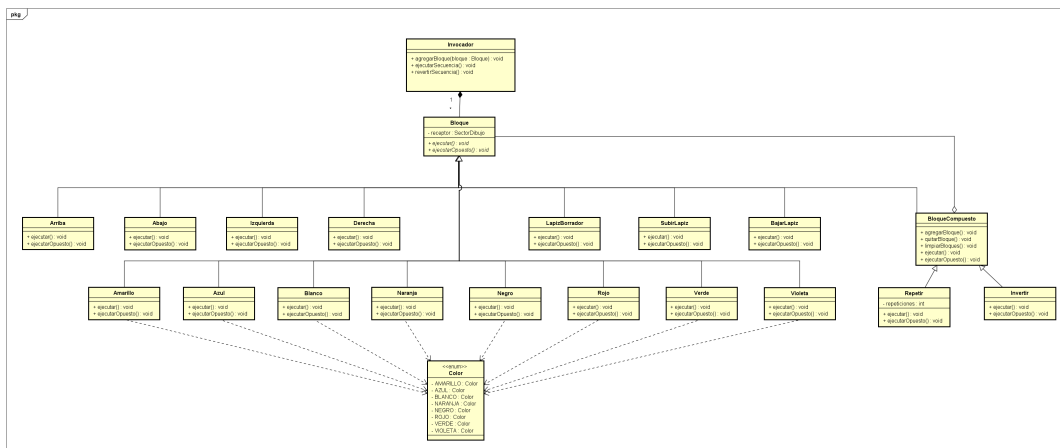 pkg
Invocador
+ agregarBloque(bloque : Bloque) : void
+ ejecutarSecuencia() : void
+ revertirSecuencia() : void
1
*
Bloque
- receptor : SectorDibujo
+ ejecutar() : void
+ ejecutarOpuesto() : void
Arriba
+ ejecutar() : void
+ ejecutarOpuesto() : void
Abajo
+ ejecutar() : void
+ ejecutarOpuesto() : void
Izquierda
+ ejecutar() : void
+ ejecutarOpuesto() : void
Derecha
+ ejecutar() : void
+ ejecutarOpuesto() : void
LapizBorrador
+ ejecutar() : void
+ ejecutarOpuesto() : void
SubirLapiz
+ ejecutar() : void
+ ejecutarOpuesto() : void
BajarLapiz
+ ejecutar() : void
+ ejecutarOpuesto() : void
BloqueCompuesto
+ agregarBloque() : void
+ quitarBloque() : void
+ limpiarBloques() : void
+ ejecutar() : void
+ ejecutarOpuesto() : void
Amarillo
+ ejecutar() : void
+ ejecutarOpuesto() : void
Azul
+ ejecutar() : void
+ ejecutarOpuesto() : void
Blanco
+ ejecutar() : void
+ ejecutarOpuesto() : void
Naranja
+ ejecutar() : void
+ ejecutarOpuesto() : void
Negro
+ ejecutar() : void
+ ejecutarOpuesto() : void
Rojo
+ ejecutar() : void
+ ejecutarOpuesto() : void
Verde
+ ejecutar() : void
+ ejecutarOpuesto() : void
Violeta
+ ejecutar() : void
+ ejecutarOpuesto() : void
Repetir
- repeticiones : int
+ ejecutar() : void
+ ejecutarOpuesto() : void
Invertir
+ ejecutar() : void
+ ejecutarOpuesto() : void
<<enum>>
Color
- AMARILLO : Color
- AZUL : Color
- BLANCO : Color
- NARANJA : Color
- NEGRO : Color
- ROJO : Color
- VERDE : Color
- VIOLETA : Color